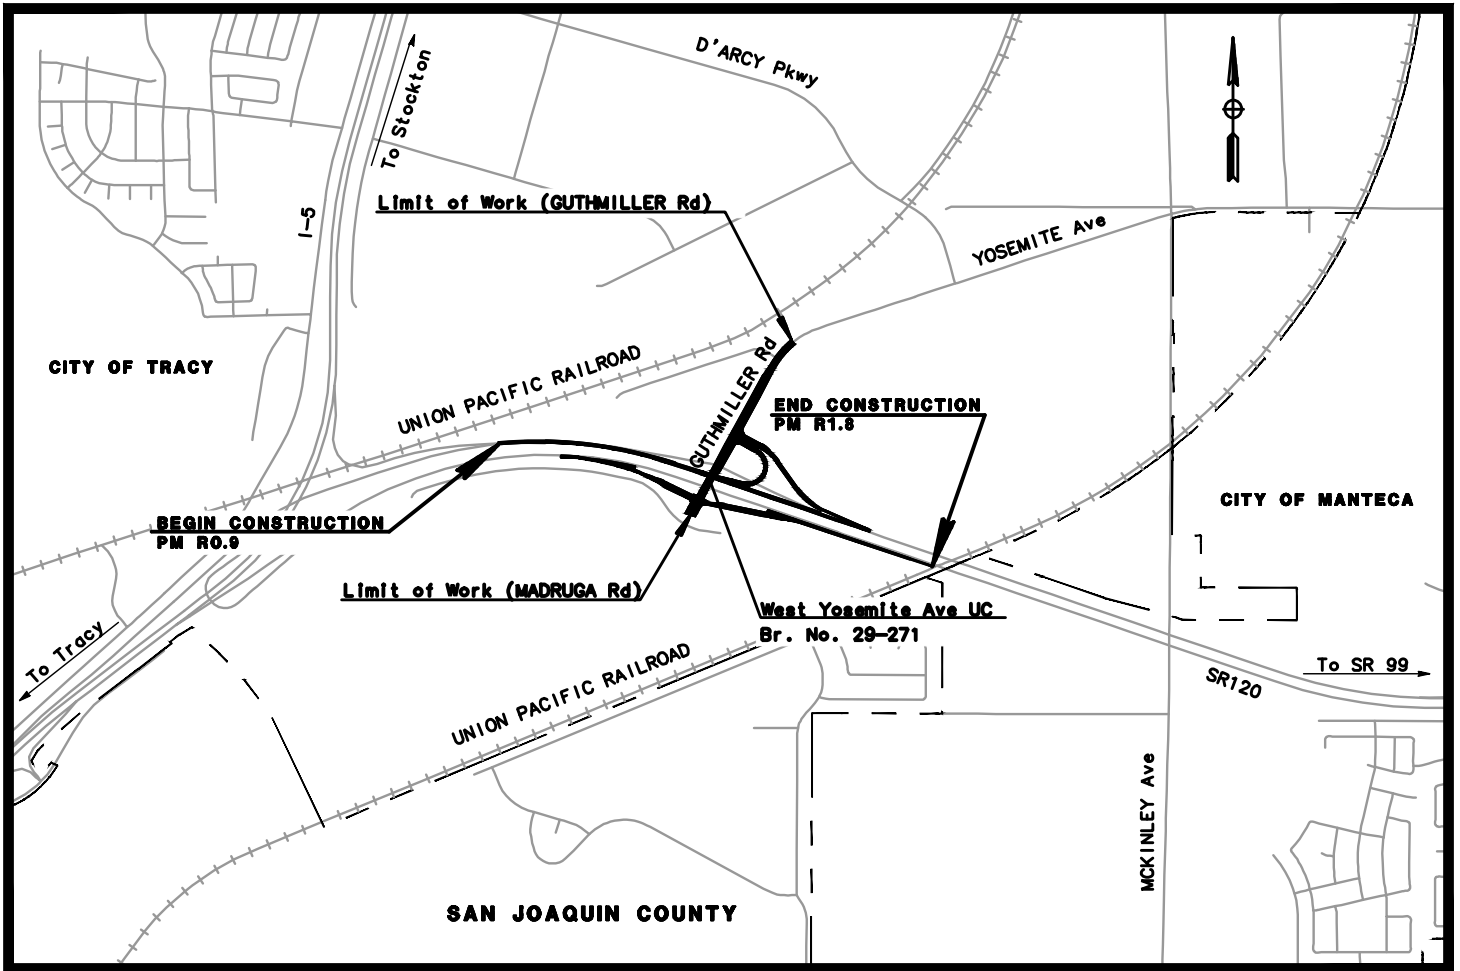 D'ARCY Pkwy
To Stockton
Limit of Work (GUTHMILLER Rd)
I-5
YOSEMITE Ave
CITY OF TRACY
UNION PACIFIC RAILROAD
GUTHMILLER Rd
END CONSTRUCTION
PM R1.8
CITY OF MANTECA
BEGIN CONSTRUCTION
PM R0.9
Limit of Work (MADRUGA Rd)
West Yosemite Ave UC
Br. No. 29-271
To Tracy
UNION PACIFIC RAILROAD
To SR 99
SR120
MCKINLEY Ave
SAN JOAQUIN COUNTY